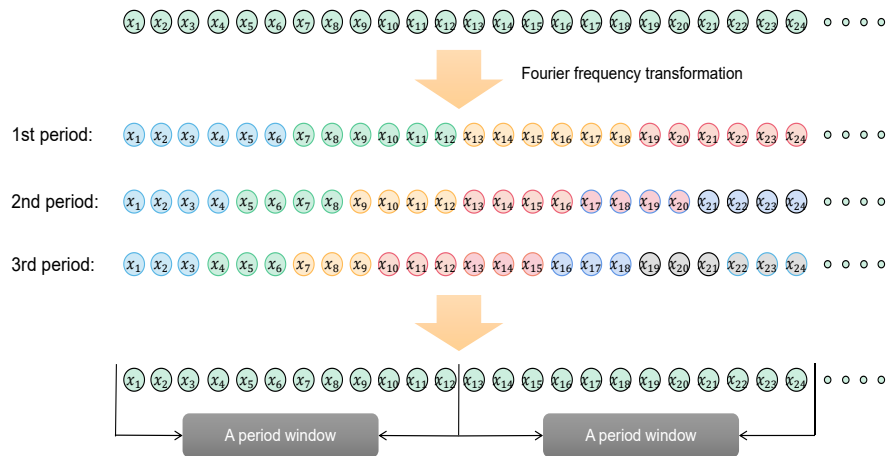 x₁ x₂ x₃ x₄ x₅ x₆ x₇ x₈ x₉ x₁₀ x₁₁ x₁₂ x₁₃ x₁₄ x₁₅ x₁₆ x₁₇ x₁₈ x₁₉ x₂₀ x₂₁ x₂₂ x₂₃ x₂₄
Fourier frequency transformation
1st period: x₁ x₂ x₃ x₄ x₅ x₆ x₇ x₈ x₉ x₁₀ x₁₁ x₁₂ x₁₃ x₁₄ x₁₅ x₁₆ x₁₇ x₁₈ x₁₉ x₂₀ x₂₁ x₂₂ x₂₃ x₂₄
2nd period: x₁ x₂ x₃ x₄ x₅ x₆ x₇ x₈ x₉ x₁₀ x₁₁ x₁₂ x₁₃ x₁₄ x₁₅ x₁₆ x₁₇ x₁₈ x₁₉ x₂₀ x₂₁ x₂₂ x₂₃ x₂₄
3rd period: x₁ x₂ x₃ x₄ x₅ x₆ x₇ x₈ x₉ x₁₀ x₁₁ x₁₂ x₁₃ x₁₄ x₁₅ x₁₆ x₁₇ x₁₈ x₁₉ x₂₀ x₂₁ x₂₂ x₂₃ x₂₄
x₁ x₂ x₃ x₄ x₅ x₆ x₇ x₈ x₉ x₁₀ x₁₁ x₁₂ x₁₃ x₁₄ x₁₅ x₁₆ x₁₇ x₁₈ x₁₉ x₂₀ x₂₁ x₂₂ x₂₃ x₂₄
A period window A period window